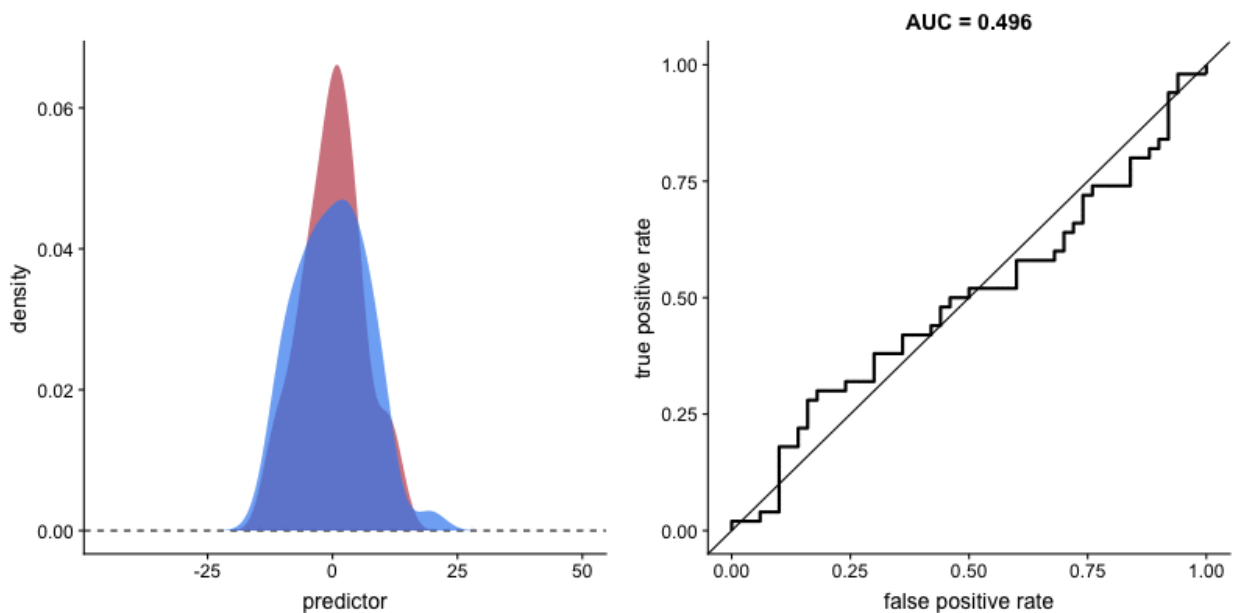 density
0.06
0.04
0.02
0.00
-25 0 25 50
predictor
AUC = 0.496
true positive rate
1.00
0.75
0.50
0.25
0.00
0.00 0.25 0.50 0.75 1.00
false positive rate